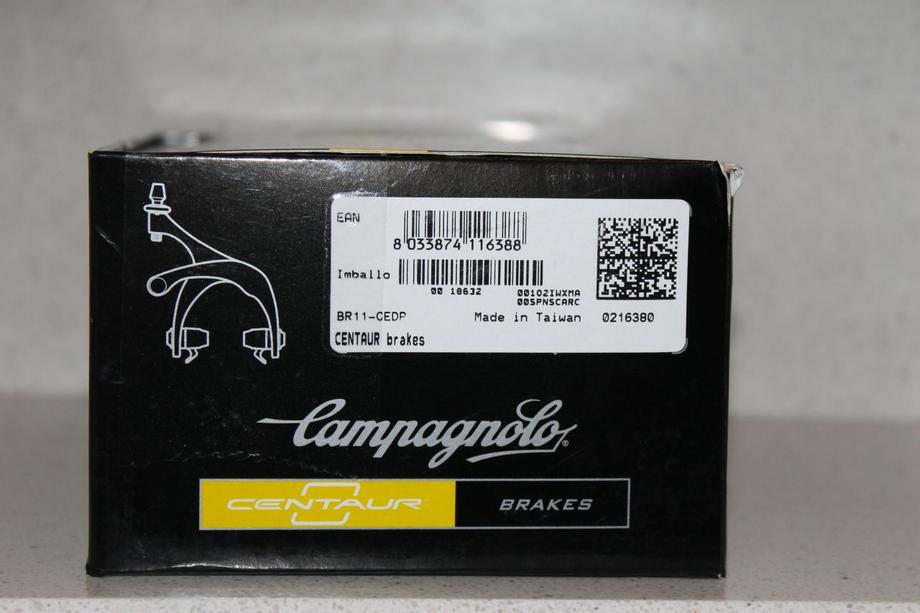 EAN
8 033874 116388
Imballo
00 18632
00102IWXMA
00SPNSCARC
BR11-CEDP
Made in Taiwan
0216380
CENTAUR brakes
Campagnolo®
CENTAUR™
BRAKES